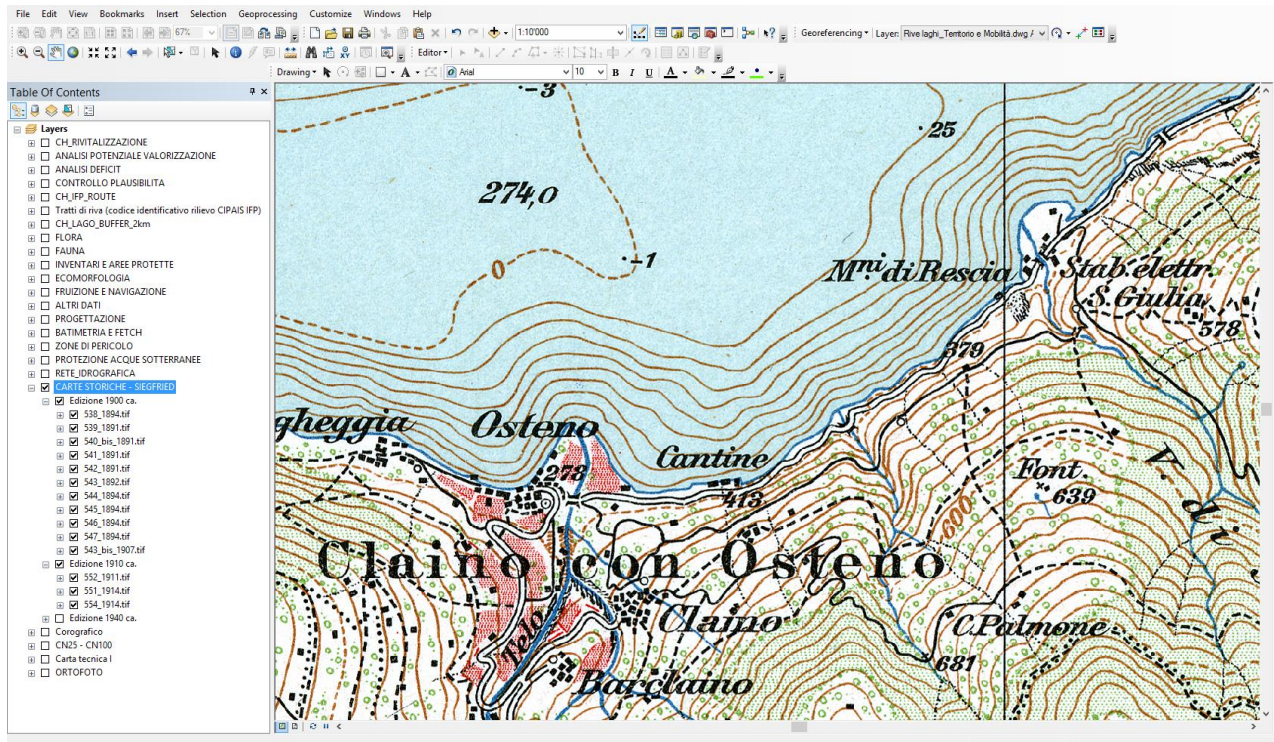 File Edit View Bookmarks Insert Selection Geoprocessing Customize Windows Help
67% 1:10'000 Georeferencing Layer: Rive laghi_Territorio e Mobilità.dwg
Editor
Drawing A Arial 10 B I U A
Table Of Contents
Layers
CH_RIVITALIZZAZIONE
ANALISI POTENZIALE VALORIZZAZIONE
ANALISI DEFICIT
CONTROLLO PLAUSIBILITA
CH_IFP_ROUTE
Tratti di riva (codice identificativo rilievo CIPAIS IFP)
CH_LAGO_BUFFER_2km
FLORA
FAUNA
INVENTARI E AREE PROTETTE
ECOMORFOLOGIA
FRUIZIONE E NAVIGAZIONE
ALTRI DATI
PROGETTAZIONE
BATIMETRIA E FETCH
ZONE DI PERICOLO
PROTEZIONE ACQUE SOTTERRANEE
RETE_IDROGRAFICA
CARTE STORICHE - SIEGFRIED
Edizione 1900 ca.
538_1894.tif
539_1891.tif
540_bis_1891.tif
541_1891.tif
542_1891.tif
543_1892.tif
544_1894.tif
545_1894.tif
546_1894.tif
547_1894.tif
543_bis_1907.tif
Edizione 1910 ca.
552_1911.tif
551_1914.tif
554_1914.tif
Edizione 1940 ca.
Corografico
CN25 - CN100
Carta tecnica I
ORTOFOTO
-3
25
274,0
0
-1
M.ni di Rescia
Stab. elettr.
S. Giulia
578
379
gheggia
Osteno
Cantine
278
413
Font.
639
600
V. di
Claino con Osteno
Claino
Telo
C. Palmone
681
Barclaino